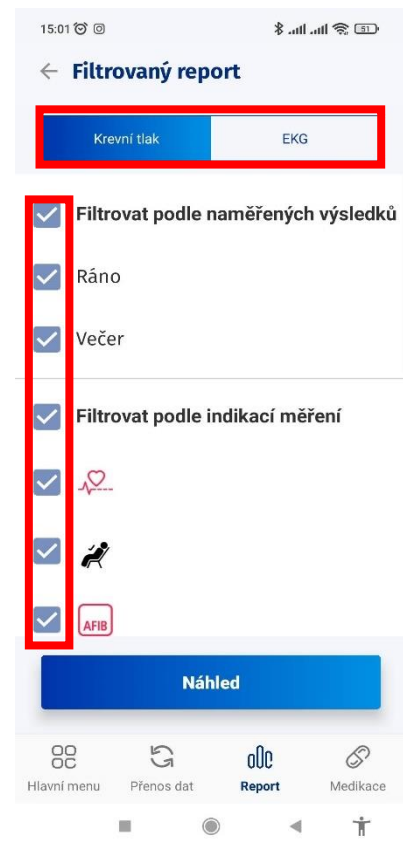 15:01
51
Filtrovaný report
Krevní tlak
EKG
Filtrovat podle naměřených výsledků
Ráno
Večer
Filtrovat podle indikací měření
AFIB
Náhled
Hlavní menu
Přenos dat
Report
Medikace